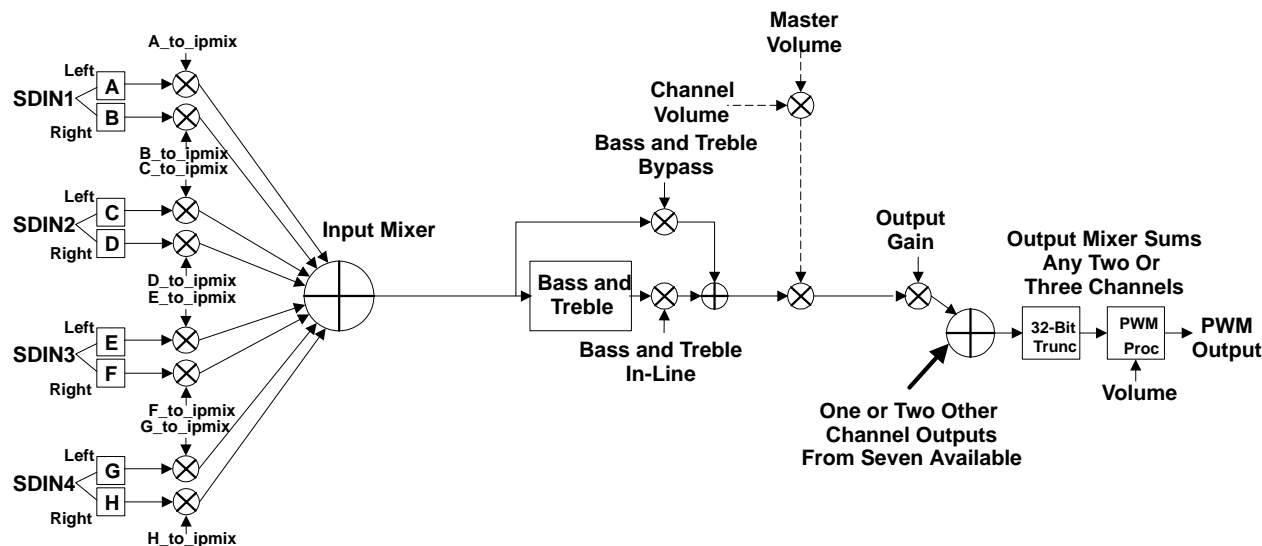 A_to_ipmix
Left
A
SDIN1
B
Right
B_to_ipmix
C_to_ipmix
Left
C
SDIN2
D
Right
D_to_ipmix
E_to_ipmix
Left
E
SDIN3
F
Right
F_to_ipmix
G_to_ipmix
Left
G
SDIN4
H
Right
H_to_ipmix
Input Mixer
Master
Volume
Channel
Volume
Bass and Treble
Bypass
Bass and
Treble
Bass and Treble
In-Line
Output
Gain
Output Mixer Sums
Any Two Or
Three Channels
32-Bit
Trunc
PWM
Proc
PWM
Output
Volume
One or Two Other
Channel Outputs
From Seven Available